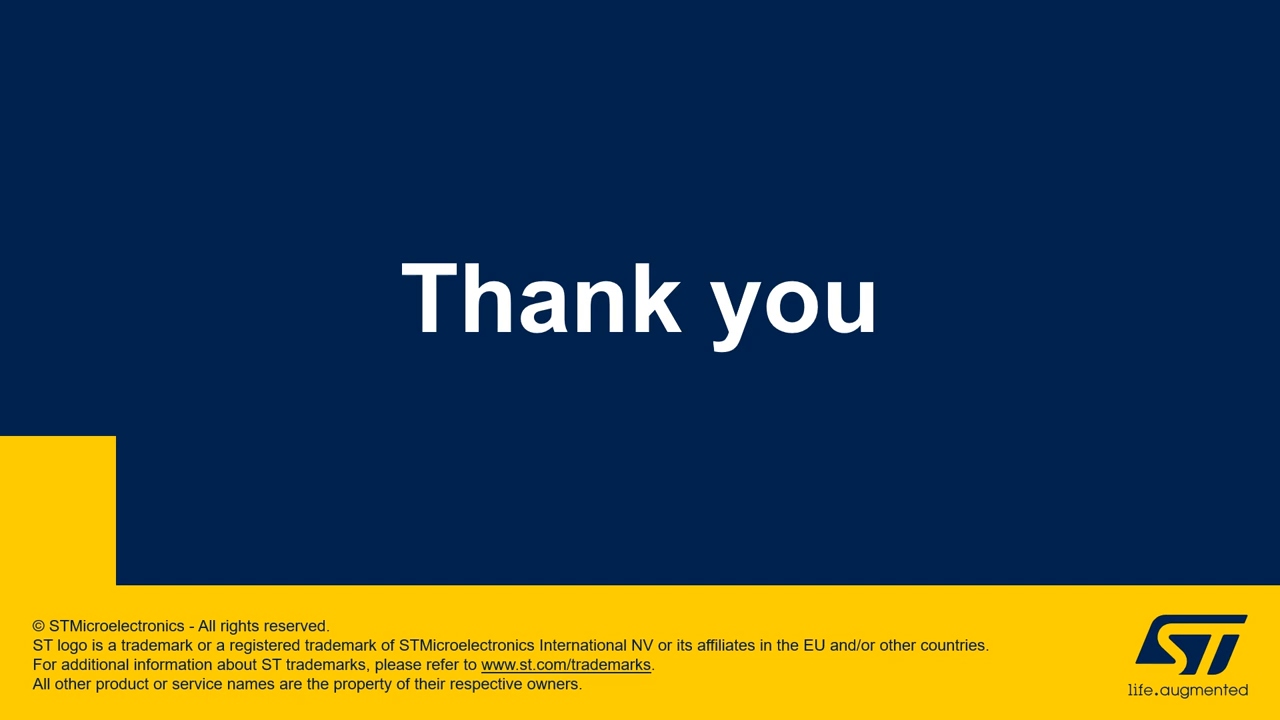 Thank you
© STMicroelectronics - All rights reserved.
ST logo is a trademark or a registered trademark of STMicroelectronics International NV or its affiliates in the EU and/or other countries.
For additional information about ST trademarks, please refer to www.st.com/trademarks.
All other product or service names are the property of their respective owners.
ST
life.augmented